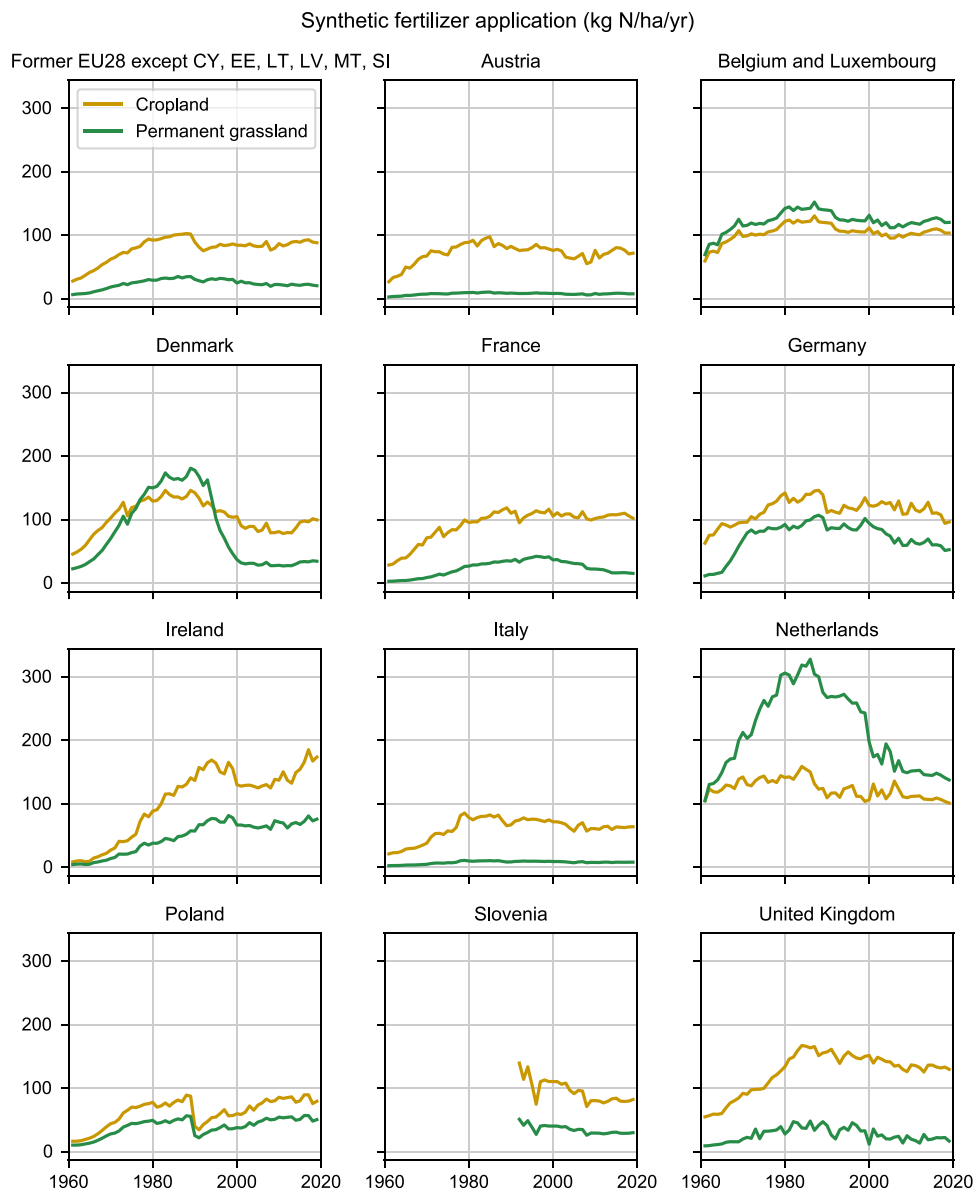 Synthetic fertilizer application (kg N/ha/yr)
Former EU28 except CY, EE, LT, LV, MT, SI
Austria
Belgium and Luxembourg
Cropland
Permanent grassland
300
200
100
0
Denmark
France
Germany
300
200
100
0
Ireland
Italy
Netherlands
300
200
100
0
Poland
Slovenia
United Kingdom
300
200
100
0
1960 1980 2000 2020
1960 1980 2000 2020
1960 1980 2000 2020